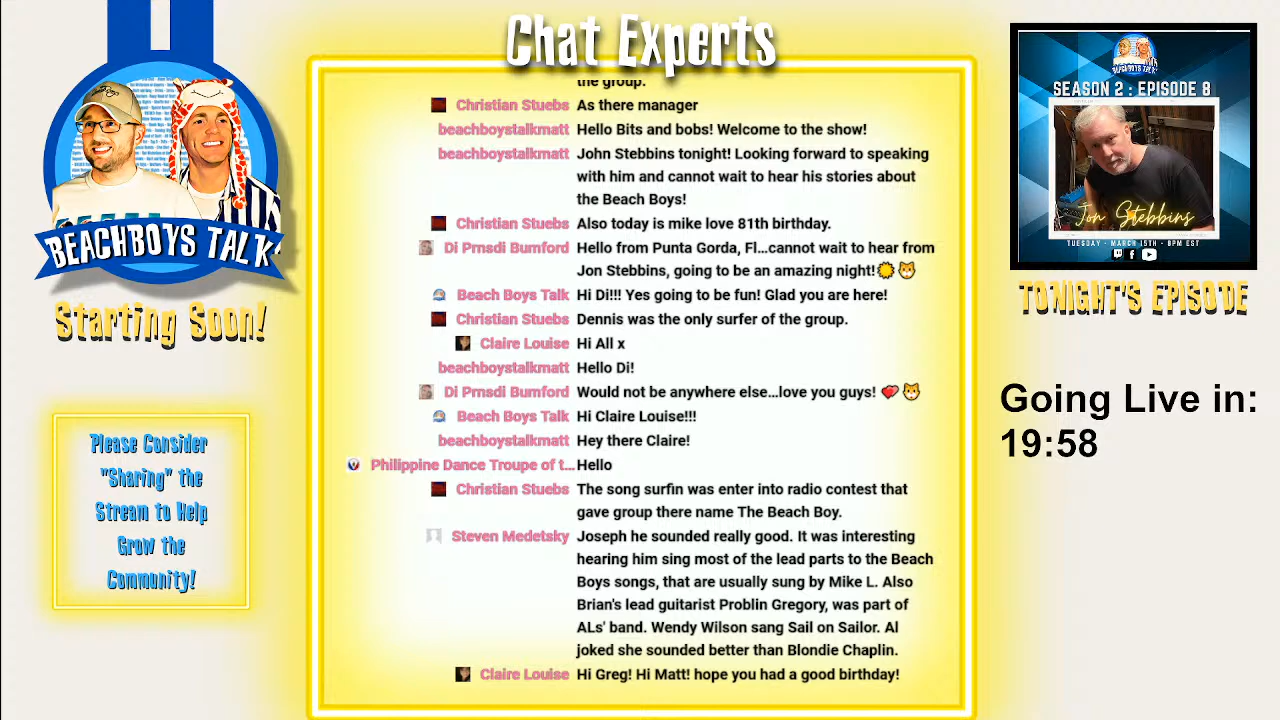 Chat Experts
BEACHBOYS TALK
Starting Soon!
Please Consider
"Sharing" the
Stream to Help
Grow the
Community!
the group.
Christian Stuebs As there manager
beachboystalkmatt Hello Bits and bobs! Welcome to the show!
beachboystalkmatt John Stebbins tonight! Looking forward to speaking
with him and cannot wait to hear his stories about
the Beach Boys!
Christian Stuebs Also today is mike love 81th birthday.
Di Prnsdi Bumford Hello from Punta Gorda, Fl...cannot wait to hear from
Jon Stebbins, going to be an amazing night!
Beach Boys Talk Hi Di!!! Yes going to be fun! Glad you are here!
Christian Stuebs Dennis was the only surfer of the group.
Claire Louise Hi All x
beachboystalkmatt Hello Di!
Di Prnsdi Bumford Would not be anywhere else...love you guys!
Beach Boys Talk Hi Claire Louise!!!
beachboystalkmatt Hey there Claire!
Philippine Dance Troupe of t... Hello
Christian Stuebs The song surfin was enter into radio contest that
gave group there name The Beach Boy.
Steven Medetsky Joseph he sounded really good. It was interesting
hearing him sing most of the lead parts to the Beach
Boys songs, that are usually sung by Mike L. Also
Brian's lead guitarist Problin Gregory, was part of
ALs' band. Wendy Wilson sang Sail on Sailor. Al
joked she sounded better than Blondie Chaplin.
Claire Louise Hi Greg! Hi Matt! hope you had a good birthday!
BEACHBOYS TALK
SEASON 2 : EPISODE 8
Jon Stebbins
TUESDAY - MARCH 15TH - 8PM EST
TONIGHT'S EPISODE
Going Live in:
19:58